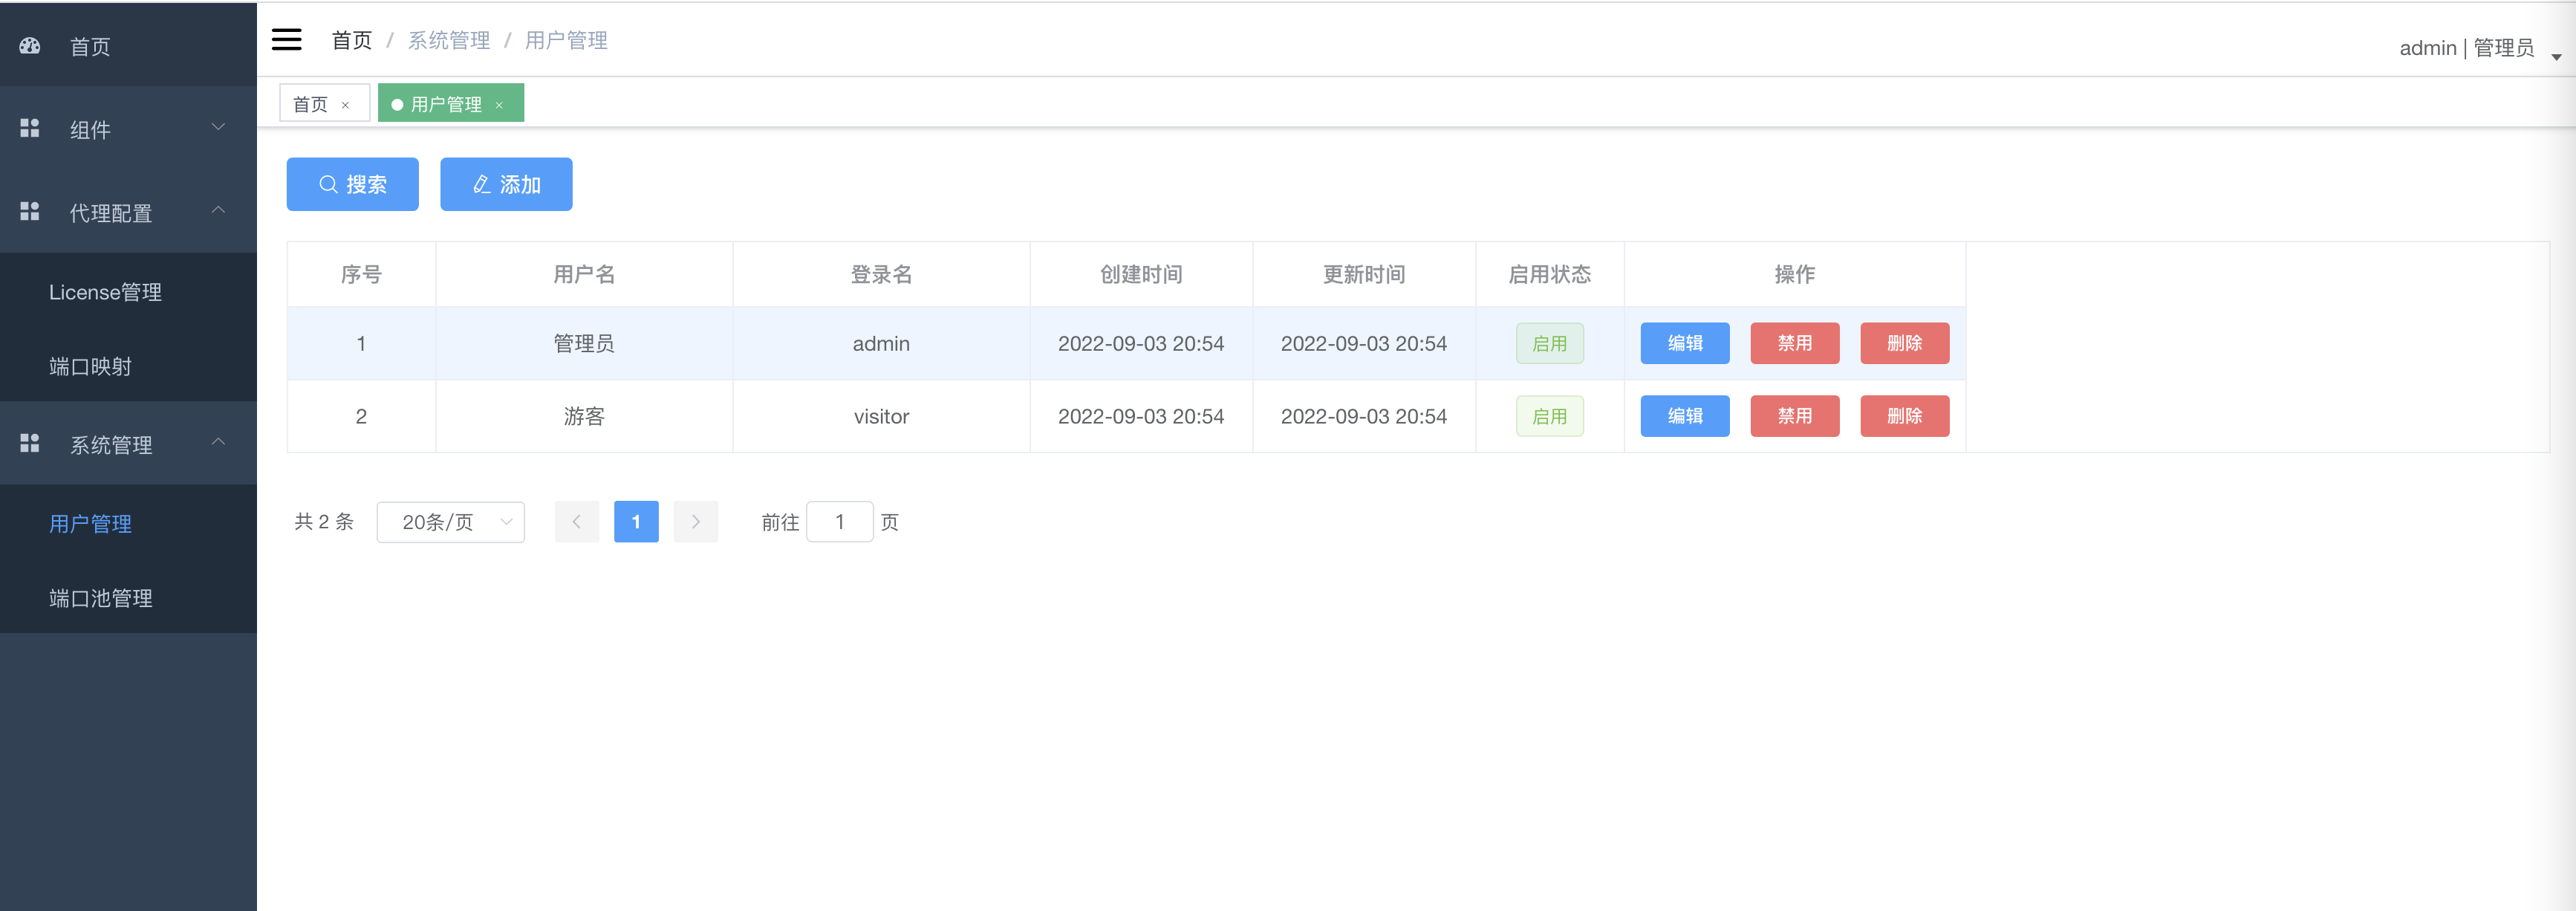 首页
组件
代理配置
License管理
端口映射
系统管理
用户管理
端口池管理
首页 / 系统管理 / 用户管理
admin | 管理员
首页 × 用户管理 ×
搜索 添加
序号 用户名 登录名 创建时间 更新时间 启用状态 操作
1 管理员 admin 2022-09-03 20:54 2022-09-03 20:54 启用 编辑 禁用 删除
2 游客 visitor 2022-09-03 20:54 2022-09-03 20:54 启用 编辑 禁用 删除
共 2 条 20条/页 1 前往 1 页